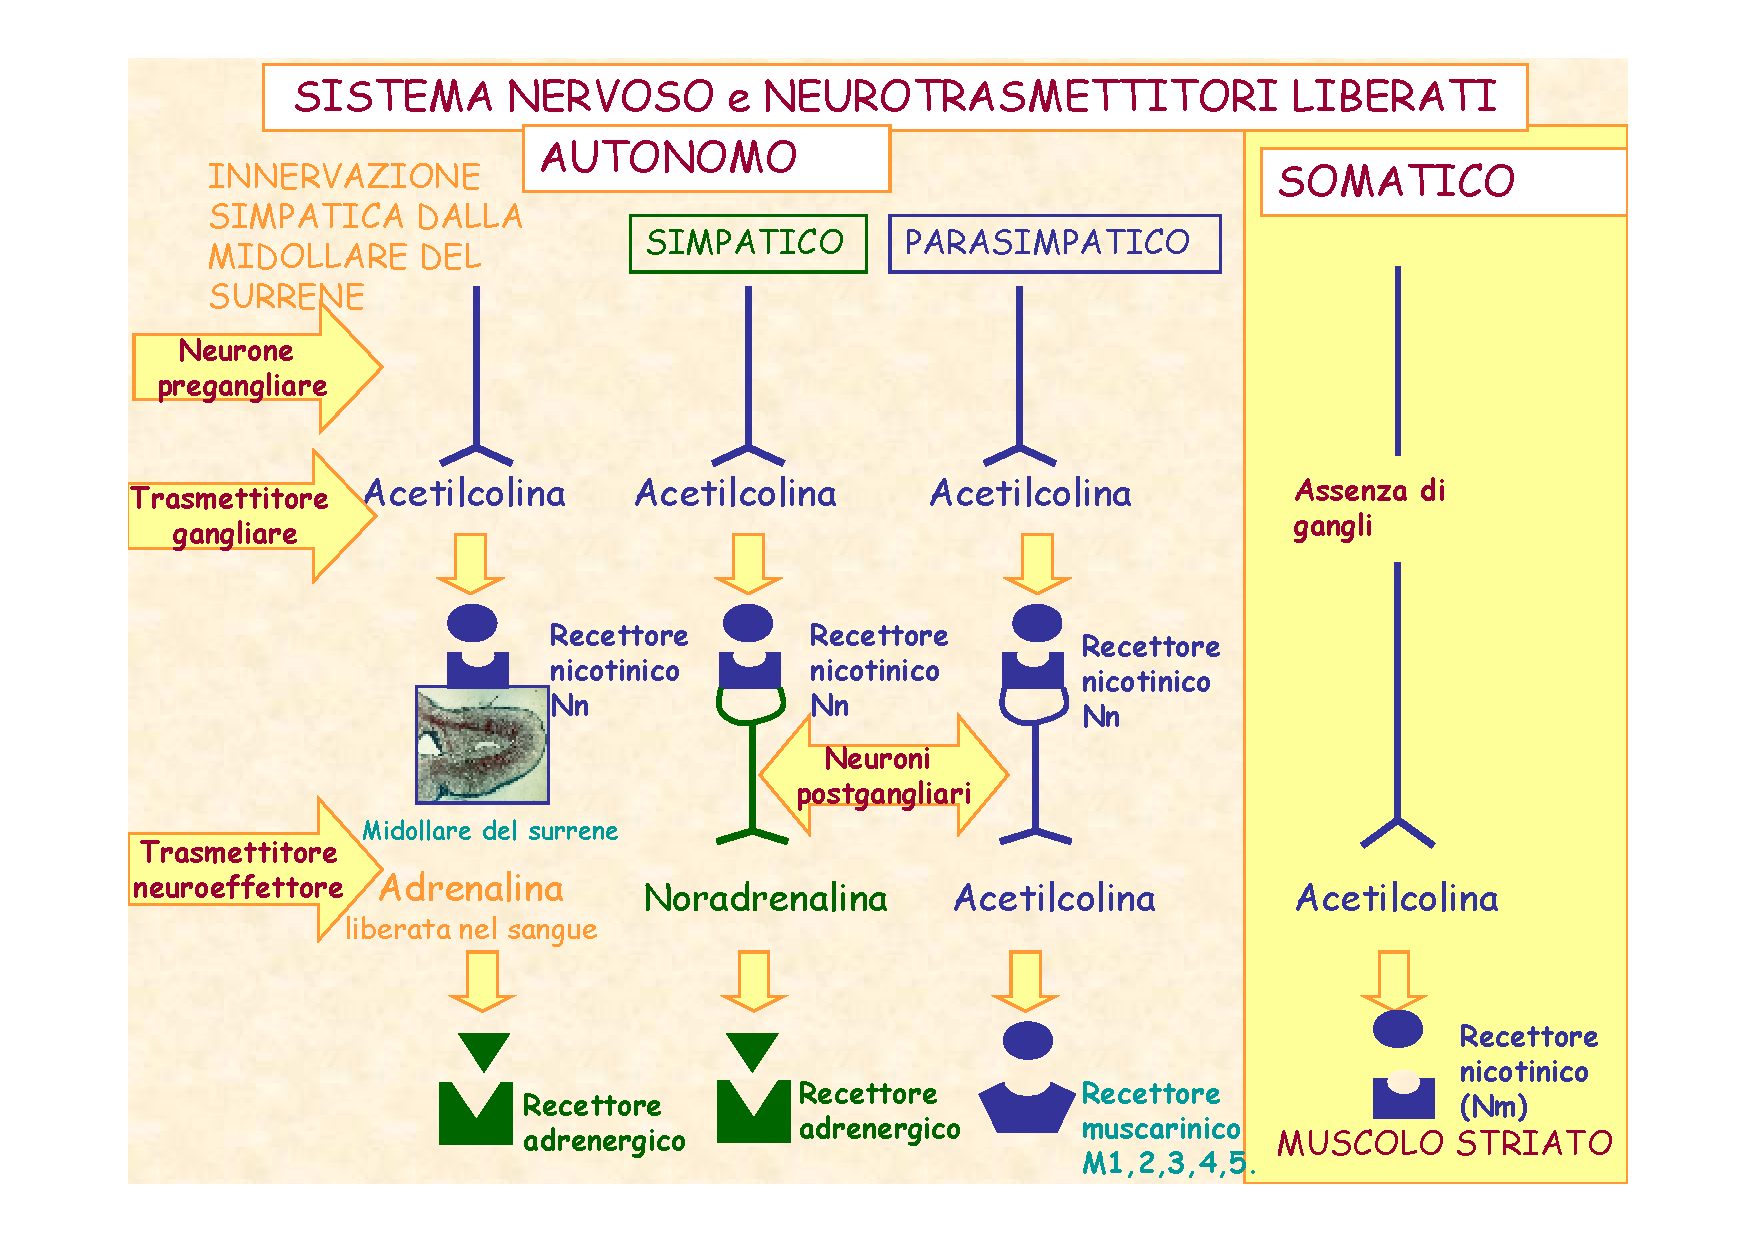 SISTEMA NERVOSO e NEUROTRASMETTITORI LIBERATI
AUTONOMO
SOMATICO
INNERVAZIONE
SIMPATICA DALLA
MIDOLLARE DEL
SURRENE
SIMPATICO
PARASIMPATICO
Neurone
pregangliare
Trasmettitore
gangliare
Acetilcolina
Acetilcolina
Acetilcolina
Assenza di
gangli
Recettore
nicotinico
Nn
Recettore
nicotinico
Nn
Recettore
nicotinico
Nn
Neuroni
postgangliari
Midollare del surrene
Trasmettitore
neuroeffettore
Adrenalina
liberata nel sangue
Noradrenalina
Acetilcolina
Acetilcolina
Recettore
adrenergico
Recettore
adrenergico
Recettore
muscarinico
M1,2,3,4,5.
Recettore
nicotinico
(Nm)
MUSCOLO STRIATO